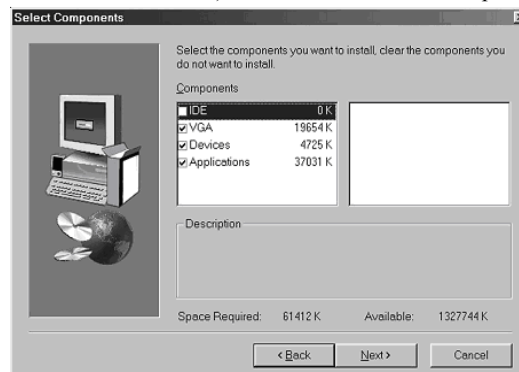 Select Components
Select the components you want to install, clear the components you
do not want to install.
Components
IDE 0 K
VGA 19654 K
Devices 4725 K
Applications 37031 K
Description
Space Required: 61412 K Available: 1327744 K
< Back Next > Cancel